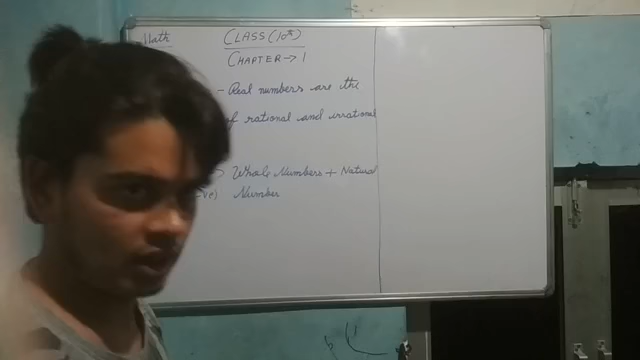 Math
CLASS (10th)
CHAPTER → 1
- Real numbers are the
of rational and irrational
Whole Numbers + Natural
-ve) Number